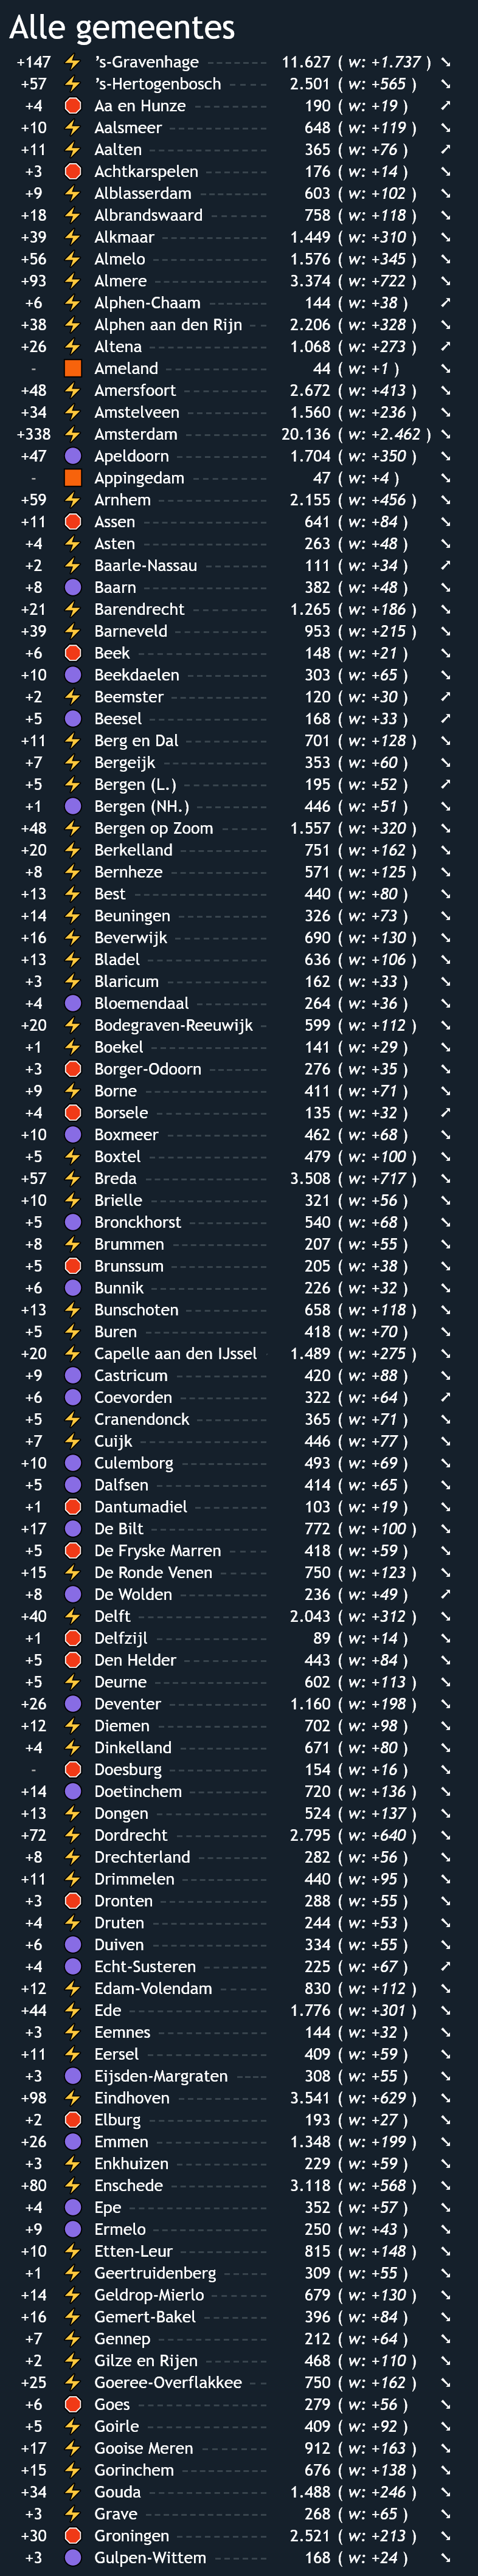 Alle gemeentes
+147 ⚡ 's-Gravenhage 11.627 ( w: +1.737 ) ↘
+57 ⚡ 's-Hertogenbosch 2.501 ( w: +565 ) ↘
+4 🛑 Aa en Hunze 190 ( w: +19 ) ↗
+10 ⚡ Aalsmeer 648 ( w: +119 ) ↘
+11 ⚡ Aalten 365 ( w: +76 ) ↗
+3 🛑 Achtkarspelen 176 ( w: +14 ) ↘
+9 ⚡ Alblasserdam 603 ( w: +102 ) ↘
+18 ⚡ Albrandswaard 758 ( w: +118 ) ↘
+39 ⚡ Alkmaar 1.449 ( w: +310 ) ↘
+56 ⚡ Almelo 1.576 ( w: +345 ) ↘
+93 ⚡ Almere 3.374 ( w: +722 ) ↘
+6 ⚡ Alphen-Chaam 144 ( w: +38 ) ↗
+38 ⚡ Alphen aan den Rijn 2.206 ( w: +328 ) ↘
+26 ⚡ Altena 1.068 ( w: +273 ) ↗
- 🟧 Ameland 44 ( w: +1 ) ↘
+48 ⚡ Amersfoort 2.672 ( w: +413 ) ↘
+34 ⚡ Amstelveen 1.560 ( w: +236 ) ↘
+338 ⚡ Amsterdam 20.136 ( w: +2.462 ) ↘
+47 🟣 Apeldoorn 1.704 ( w: +350 ) ↘
- 🟧 Appingedam 47 ( w: +4 ) ↘
+59 ⚡ Arnhem 2.155 ( w: +456 ) ↘
+11 🛑 Assen 641 ( w: +84 ) ↘
+4 ⚡ Asten 263 ( w: +48 ) ↘
+2 ⚡ Baarle-Nassau 111 ( w: +34 ) ↗
+8 🟣 Baarn 382 ( w: +48 ) ↘
+21 ⚡ Barendrecht 1.265 ( w: +186 ) ↘
+39 ⚡ Barneveld 953 ( w: +215 ) ↘
+6 🛑 Beek 148 ( w: +21 ) ↘
+10 🟣 Beekdaelen 303 ( w: +65 ) ↘
+2 ⚡ Beemster 120 ( w: +30 ) ↗
+5 🟣 Beesel 168 ( w: +33 ) ↗
+11 ⚡ Berg en Dal 701 ( w: +128 ) ↘
+7 ⚡ Bergeijk 353 ( w: +60 ) ↘
+5 ⚡ Bergen (L.) 195 ( w: +52 ) ↗
+1 🟣 Bergen (NH.) 446 ( w: +51 ) ↘
+48 ⚡ Bergen op Zoom 1.557 ( w: +320 ) ↘
+20 ⚡ Berkelland 751 ( w: +162 ) ↘
+8 ⚡ Bernheze 571 ( w: +125 ) ↘
+13 ⚡ Best 440 ( w: +80 ) ↘
+14 ⚡ Beuningen 326 ( w: +73 ) ↘
+16 ⚡ Beverwijk 690 ( w: +130 ) ↘
+13 ⚡ Bladel 636 ( w: +106 ) ↘
+3 ⚡ Blaricum 162 ( w: +33 ) ↘
+4 🟣 Bloemendaal 264 ( w: +36 ) ↘
+20 ⚡ Bodegraven-Reeuwijk 599 ( w: +112 ) ↘
+1 ⚡ Boekel 141 ( w: +29 ) ↘
+3 🛑 Borger-Odoorn 276 ( w: +35 ) ↘
+9 ⚡ Borne 411 ( w: +71 ) ↘
+4 🛑 Borsele 135 ( w: +32 ) ↗
+10 🟣 Boxmeer 462 ( w: +68 ) ↘
+5 ⚡ Boxtel 479 ( w: +100 ) ↘
+57 ⚡ Breda 3.508 ( w: +717 ) ↘
+10 ⚡ Brielle 321 ( w: +56 ) ↘
+5 🟣 Bronckhorst 540 ( w: +68 ) ↘
+8 ⚡ Brummen 207 ( w: +55 ) ↘
+5 🛑 Brunssum 205 ( w: +38 ) ↘
+6 🟣 Bunnik 226 ( w: +32 ) ↘
+13 ⚡ Bunschoten 658 ( w: +118 ) ↘
+5 ⚡ Buren 418 ( w: +70 ) ↘
+20 ⚡ Capelle aan den IJssel 1.489 ( w: +275 ) ↘
+9 🟣 Castricum 420 ( w: +88 ) ↘
+6 🟣 Coevorden 322 ( w: +64 ) ↗
+5 ⚡ Cranendonck 365 ( w: +71 ) ↘
+7 ⚡ Cuijk 446 ( w: +77 ) ↘
+10 🟣 Culemborg 493 ( w: +69 ) ↘
+5 🟣 Dalfsen 414 ( w: +65 ) ↘
+1 🛑 Dantumadiel 103 ( w: +19 ) ↘
+17 🟣 De Bilt 772 ( w: +100 ) ↘
+5 🛑 De Fryske Marren 418 ( w: +59 ) ↘
+15 ⚡ De Ronde Venen 750 ( w: +123 ) ↘
+8 🟣 De Wolden 236 ( w: +49 ) ↗
+40 ⚡ Delft 2.043 ( w: +312 ) ↘
+1 🛑 Delfzijl 89 ( w: +14 ) ↘
+5 🛑 Den Helder 443 ( w: +84 ) ↘
+5 ⚡ Deurne 602 ( w: +113 ) ↘
+26 🟣 Deventer 1.160 ( w: +198 ) ↘
+12 ⚡ Diemen 702 ( w: +98 ) ↘
+4 ⚡ Dinkelland 671 ( w: +80 ) ↘
- 🛑 Doesburg 154 ( w: +16 ) ↘
+14 🟣 Doetinchem 720 ( w: +136 ) ↘
+13 ⚡ Dongen 524 ( w: +137 ) ↘
+72 ⚡ Dordrecht 2.795 ( w: +640 ) ↘
+8 ⚡ Drechterland 282 ( w: +56 ) ↘
+11 ⚡ Drimmelen 440 ( w: +95 ) ↘
+3 🛑 Dronten 288 ( w: +55 ) ↘
+4 ⚡ Druten 244 ( w: +53 ) ↘
+6 🟣 Duiven 334 ( w: +55 ) ↘
+4 🟣 Echt-Susteren 225 ( w: +67 ) ↗
+12 ⚡ Edam-Volendam 830 ( w: +112 ) ↘
+44 ⚡ Ede 1.776 ( w: +301 ) ↘
+3 ⚡ Eemnes 144 ( w: +32 ) ↘
+11 ⚡ Eersel 409 ( w: +59 ) ↘
+3 🟣 Eijsden-Margraten 308 ( w: +55 ) ↘
+98 ⚡ Eindhoven 3.541 ( w: +629 ) ↘
+2 🛑 Elburg 193 ( w: +27 ) ↘
+26 🟣 Emmen 1.348 ( w: +199 ) ↘
+3 ⚡ Enkhuizen 229 ( w: +59 ) ↘
+80 ⚡ Enschede 3.118 ( w: +568 ) ↘
+4 🟣 Epe 352 ( w: +57 ) ↘
+9 🟣 Ermelo 250 ( w: +43 ) ↘
+10 ⚡ Etten-Leur 815 ( w: +148 ) ↘
+1 ⚡ Geertruidenberg 309 ( w: +55 ) ↘
+14 ⚡ Geldrop-Mierlo 679 ( w: +130 ) ↘
+16 ⚡ Gemert-Bakel 396 ( w: +84 ) ↘
+7 ⚡ Gennep 212 ( w: +64 ) ↘
+2 ⚡ Gilze en Rijen 468 ( w: +110 ) ↘
+25 ⚡ Goeree-Overflakkee 750 ( w: +162 ) ↘
+6 🛑 Goes 279 ( w: +56 ) ↘
+5 ⚡ Goirle 409 ( w: +92 ) ↘
+17 ⚡ Gooise Meren 912 ( w: +163 ) ↘
+15 ⚡ Gorinchem 676 ( w: +138 ) ↘
+34 ⚡ Gouda 1.488 ( w: +246 ) ↘
+3 ⚡ Grave 268 ( w: +65 ) ↘
+30 🛑 Groningen 2.521 ( w: +213 ) ↘
+3 🟣 Gulpen-Wittem 168 ( w: +24 ) ↘